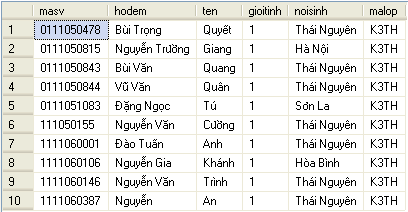 masv hodem ten gioitinh noisinh malop
1 0111050478 Bùi Trọng Quyết 1 Thái Nguyên K3TH
2 0111050815 Nguyễn Trường Giang 1 Hà Nội K3TH
3 0111050843 Bùi Văn Quang 1 Thái Nguyên K3TH
4 0111050844 Vũ Văn Quân 1 Thái Nguyên K3TH
5 0111051083 Đặng Ngọc Tú 1 Sơn La K3TH
6 111050155 Nguyễn Văn Cường 1 Thái Nguyên K3TH
7 1111060001 Đào Tuấn Anh 1 Thái Nguyên K3TH
8 1111060106 Nguyễn Gia Khánh 1 Hòa Bình K3TH
9 1111060146 Nguyễn Văn Trình 1 Thái Nguyên K3TH
10 1111060387 Nguyễn An 1 Thái Nguyên K3TH